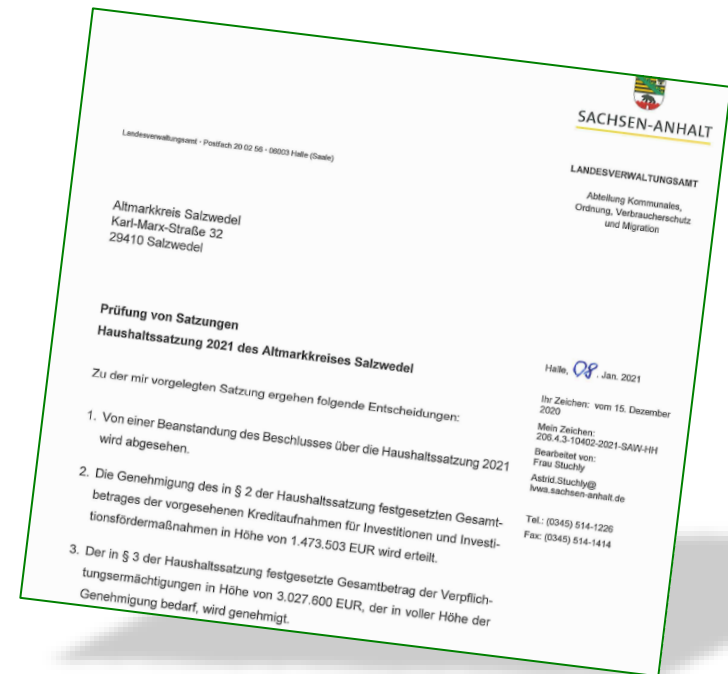 SACHSEN-ANHALT
LANDESVERWALTUNGSAMT
Abteilung Kommunales,
Ordnung, Verbraucherschutz
und Migration
Landesverwaltungsamt · Postfach 20 02 56 · 06003 Halle (Saale)
Altmarkkreis Salzwedel
Karl-Marx-Straße 32
29410 Salzwedel
Prüfung von Satzungen
Haushaltssatzung 2021 des Altmarkkreises Salzwedel
Zu der mir vorgelegten Satzung ergehen folgende Entscheidungen:
1. Von einer Beanstandung des Beschlusses über die Haushaltssatzung 2021
wird abgesehen.
2. Die Genehmigung des in § 2 der Haushaltssatzung festgesetzten Gesamt-
betrages der vorgesehenen Kreditaufnahmen für Investitionen und Investi-
tionsfördermaßnahmen in Höhe von 1.473.503 EUR wird erteilt.
3. Der in § 3 der Haushaltssatzung festgesetzte Gesamtbetrag der Verpflich-
tungsermächtigungen in Höhe von 3.027.600 EUR, der in voller Höhe der
Genehmigung bedarf, wird genehmigt.
Halle, 08. Jan. 2021
Ihr Zeichen: vom 15. Dezember
2020
Mein Zeichen:
206.4.3-10402-2021-SAW-HH
Bearbeitet von:
Frau Stuchly
Astrid.Stuchly@
lvwa.sachsen-anhalt.de
Tel.: (0345) 514-1226
Fax: (0345) 514-1414